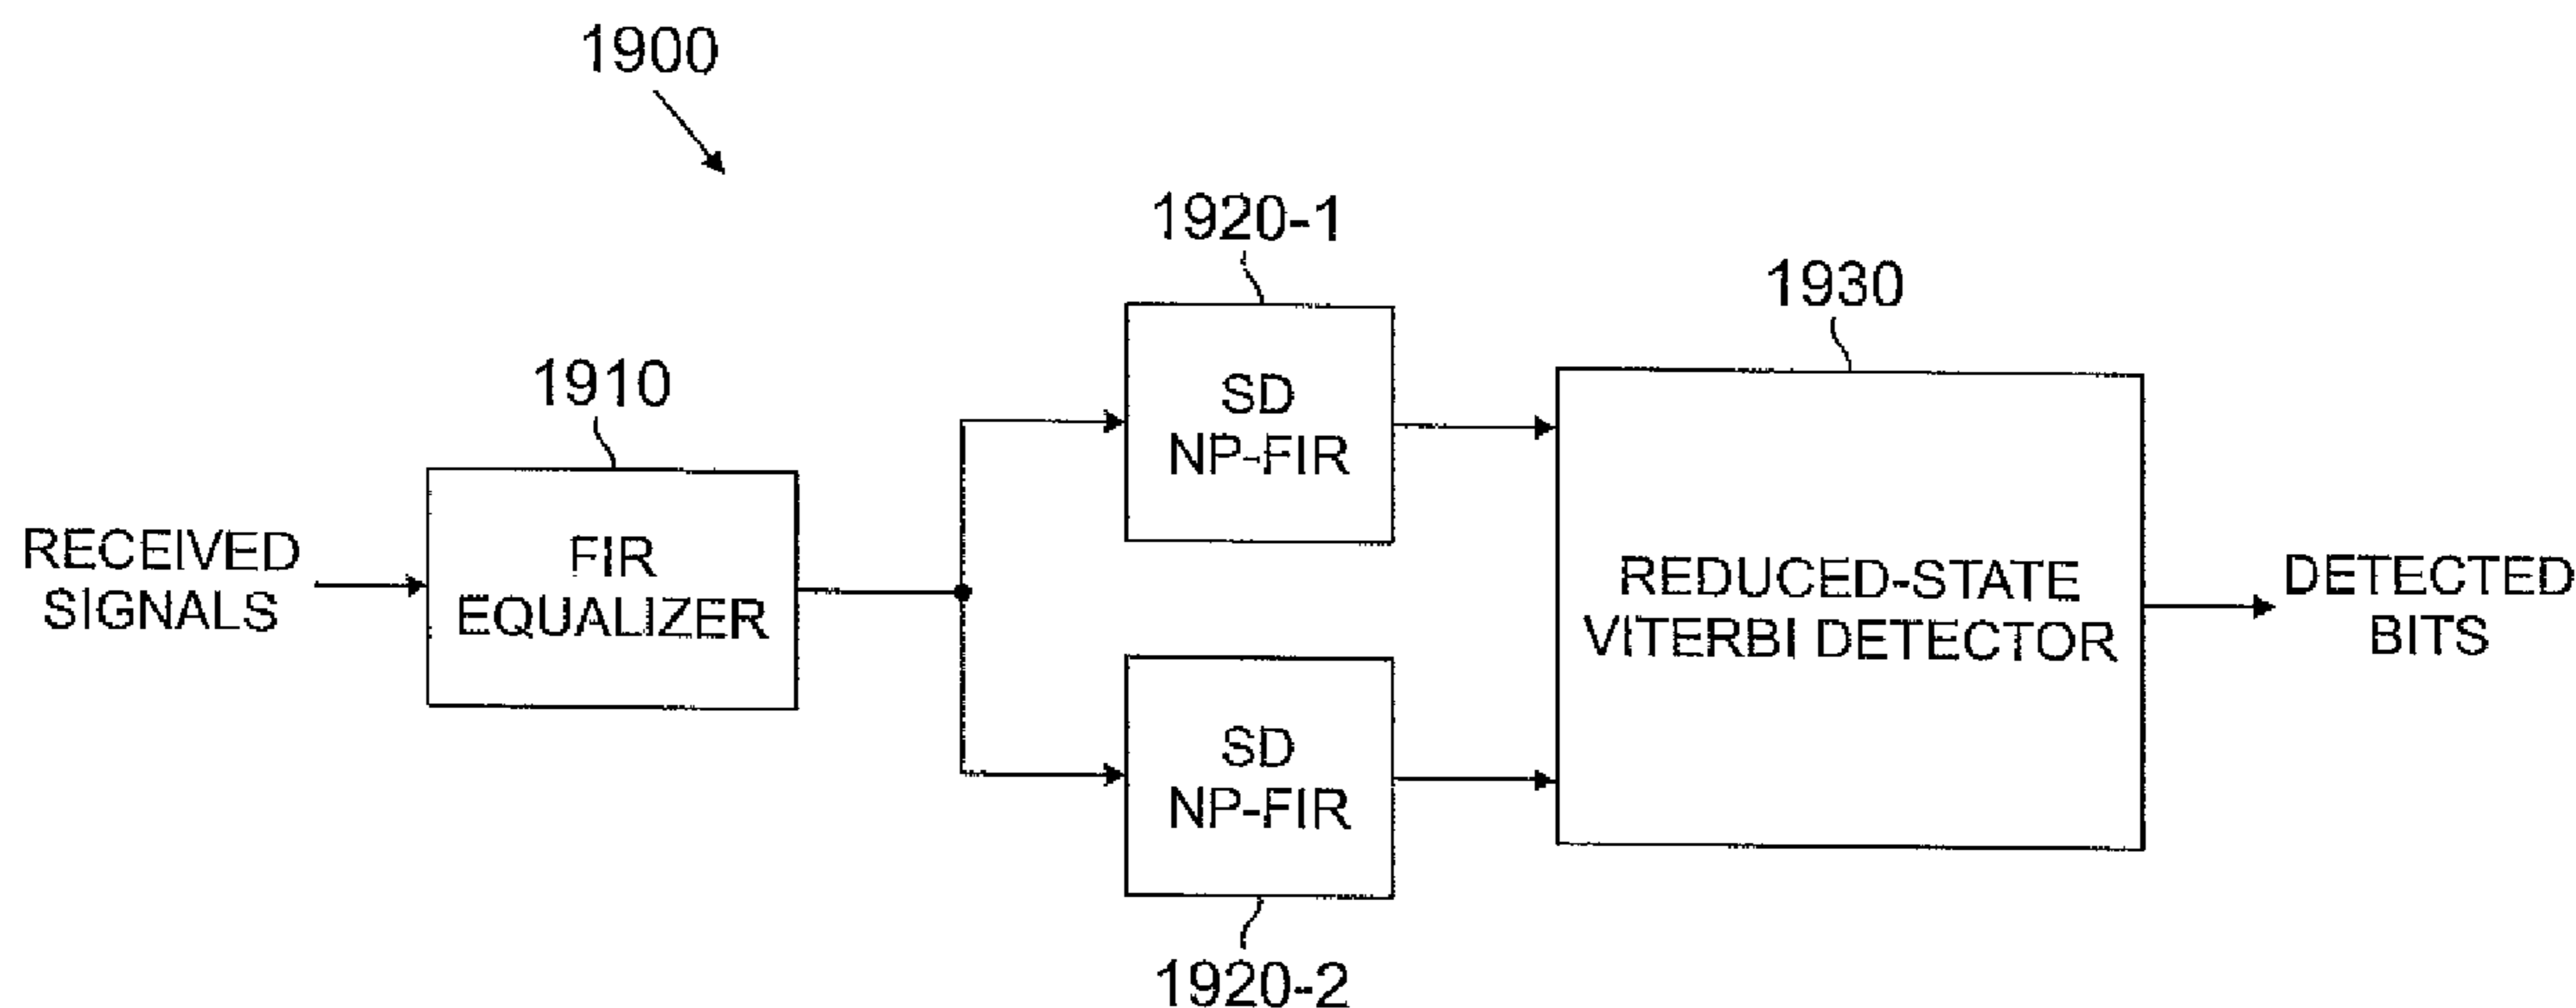 1900
1920-1
1930
1910
SD
NP-FIR
FIR
EQUALIZER
RECEIVED
SIGNALS
REDUCED-STATE
VITERBI DETECTOR
DETECTED
BITS
SD
NP-FIR
1920-2